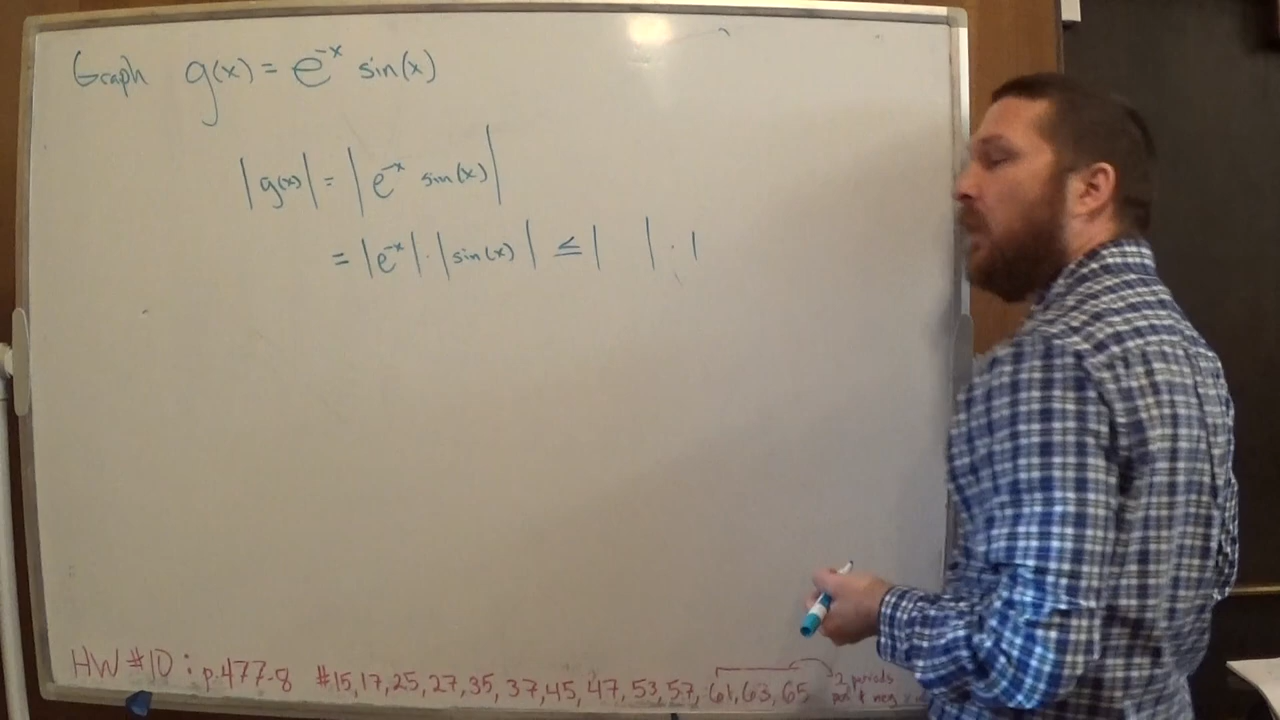 Graph g(x) = e^-x sin(x)
|g(x)| = |e^-x sin(x)|
= |e^-x| · |sin(x)| ≤ | | · 1
HW #10 : p.477-8 #15, 17, 25, 27, 35, 37, 45, 47, 53, 57, 61, 63, 65
2 periods
pos & neg x